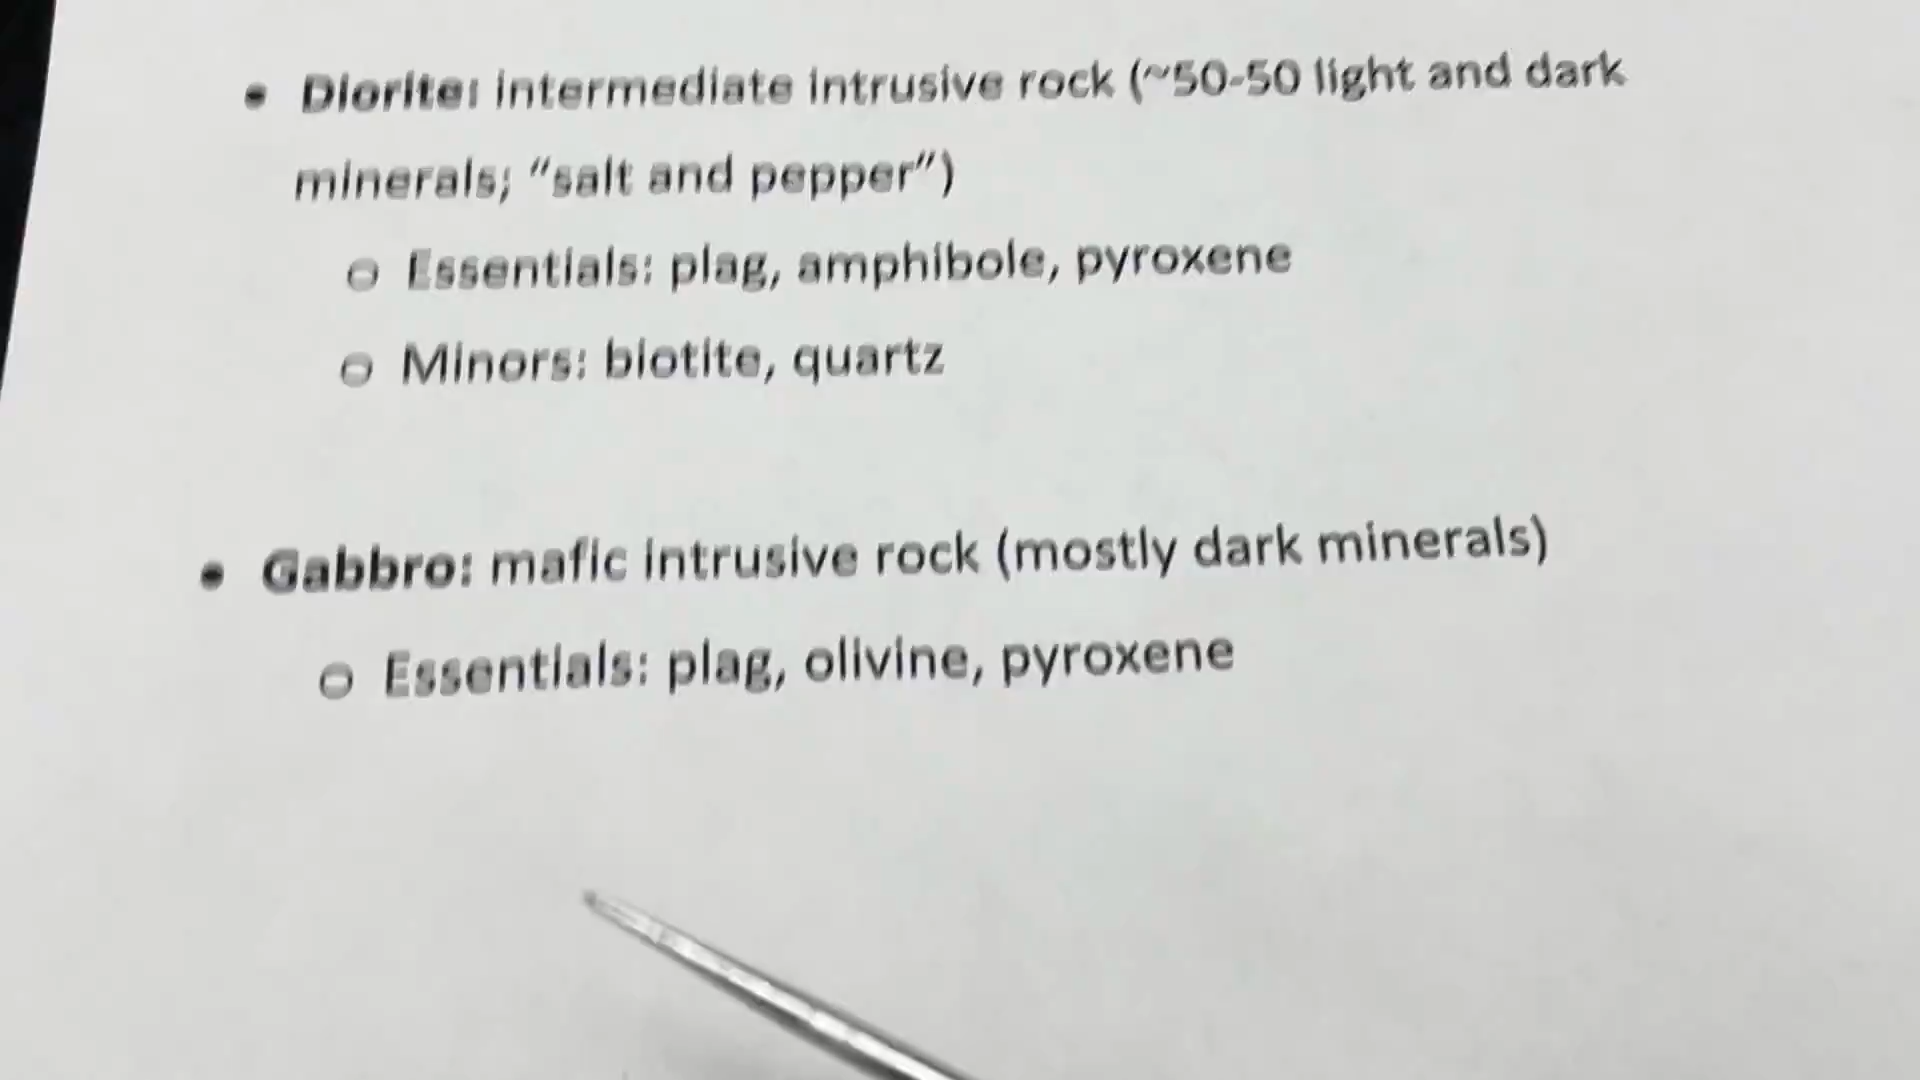 • Diorite: intermediate intrusive rock (~50-50 light and dark
minerals; “salt and pepper”)
o Essentials: plag, amphibole, pyroxene
o Minors: biotite, quartz
• Gabbro: mafic intrusive rock (mostly dark minerals)
o Essentials: plag, olivine, pyroxene